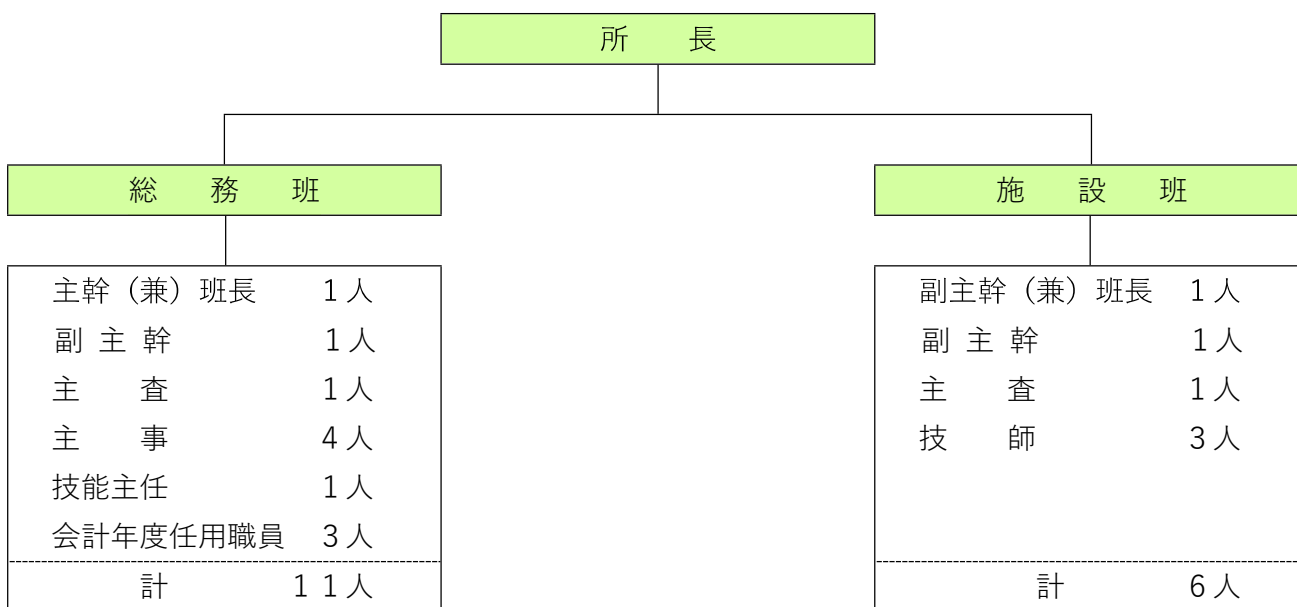 所　長
総　務　班
主幹（兼）班長　１人
副 主 幹　１人
主　査　１人
主　事　４人
技能主任　１人
会計年度任用職員　３人
計　１１人
施　設　班
副主幹（兼）班長　１人
副 主 幹　１人
主　査　１人
技　師　３人
計　６人